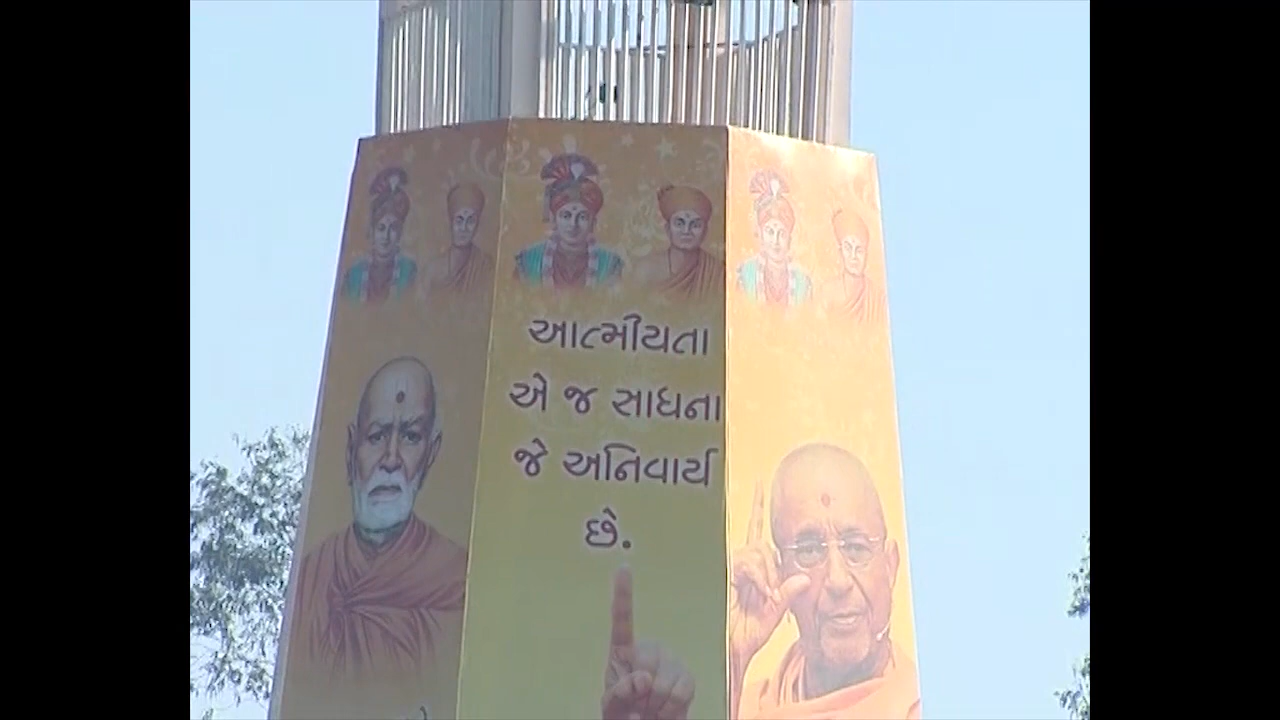 આત્મીયતા
એ જ સાધના
જે અનિવાર્ય
છે.